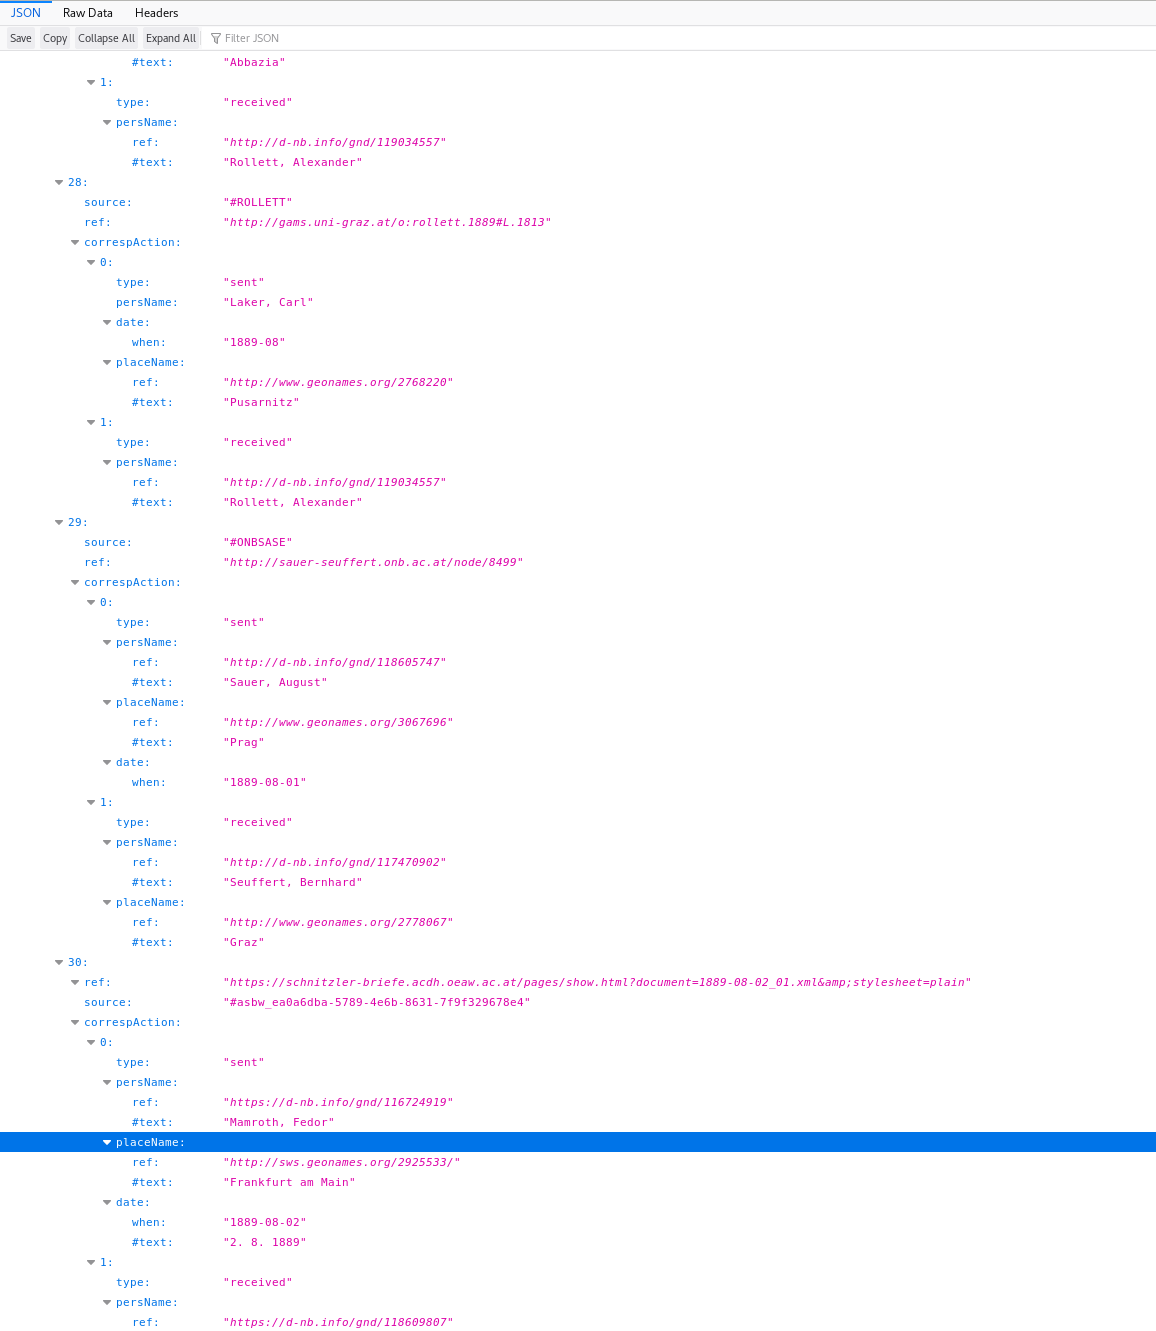 JSON Raw Data Headers
Save Copy Collapse All Expand All Filter JSON
#text: "Abbazia"
1:
type: "received"
persName:
ref: "http://d-nb.info/gnd/119034557"
#text: "Rollett, Alexander"
28:
source: "#ROLLETT"
ref: "http://gams.uni-graz.at/o:rollett.1889#L.1813"
correspAction:
0:
type: "sent"
persName: "Laker, Carl"
date:
when: "1889-08"
placeName:
ref: "http://www.geonames.org/2768220"
#text: "Pusarnitz"
1:
type: "received"
persName:
ref: "http://d-nb.info/gnd/119034557"
#text: "Rollett, Alexander"
29:
source: "#ONBSASE"
ref: "http://sauer-seuffert.onb.ac.at/node/8499"
correspAction:
0:
type: "sent"
persName:
ref: "http://d-nb.info/gnd/118605747"
#text: "Sauer, August"
placeName:
ref: "http://www.geonames.org/3067696"
#text: "Prag"
date:
when: "1889-08-01"
1:
type: "received"
persName:
ref: "http://d-nb.info/gnd/117470902"
#text: "Seuffert, Bernhard"
placeName:
ref: "http://www.geonames.org/2778067"
#text: "Graz"
30:
ref: "https://schnitzler-briefe.acdh.oeaw.ac.at/pages/show.html?document=1889-08-02_01.xml&amp;stylesheet=plain"
source: "#asbw_ea0a6dba-5789-4e6b-8631-7f9f329678e4"
correspAction:
0:
type: "sent"
persName:
ref: "https://d-nb.info/gnd/116724919"
#text: "Mamroth, Fedor"
placeName:
ref: "http://sws.geonames.org/2925533/"
#text: "Frankfurt am Main"
date:
when: "1889-08-02"
#text: "2. 8. 1889"
1:
type: "received"
persName:
ref: "https://d-nb.info/gnd/118609807"